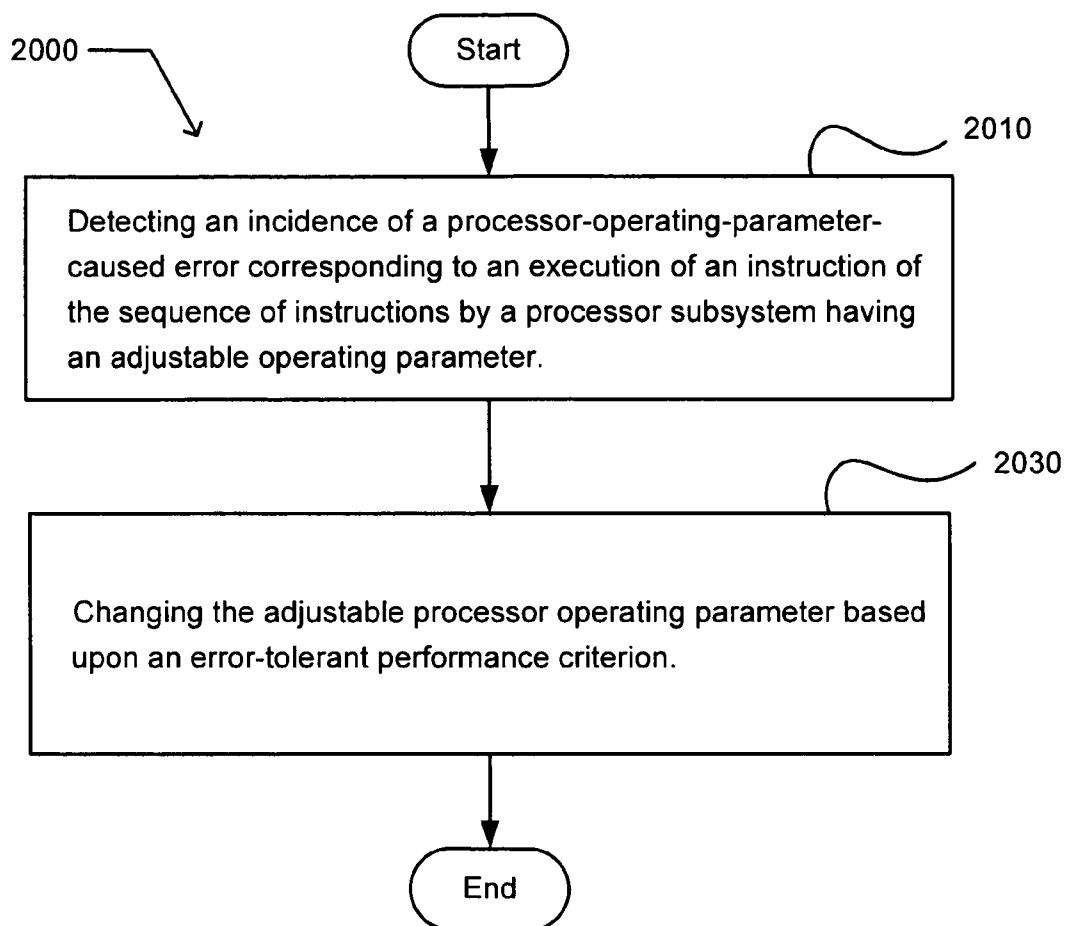 2000
Start
2010
Detecting an incidence of a processor-operating-parameter-
caused error corresponding to an execution of an instruction of
the sequence of instructions by a processor subsystem having
an adjustable operating parameter.
2030
Changing the adjustable processor operating parameter based
upon an error-tolerant performance criterion.
End